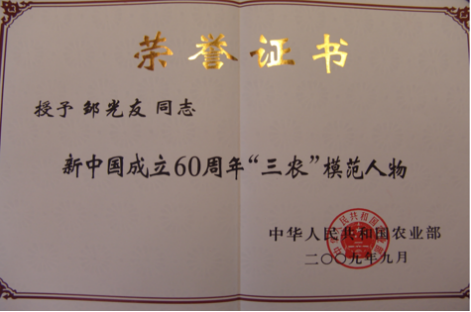 荣誉证书
授予 邹光友 同志
新中国成立60周年“三农”模范人物
中华人民共和国农业部
二〇〇九年九月